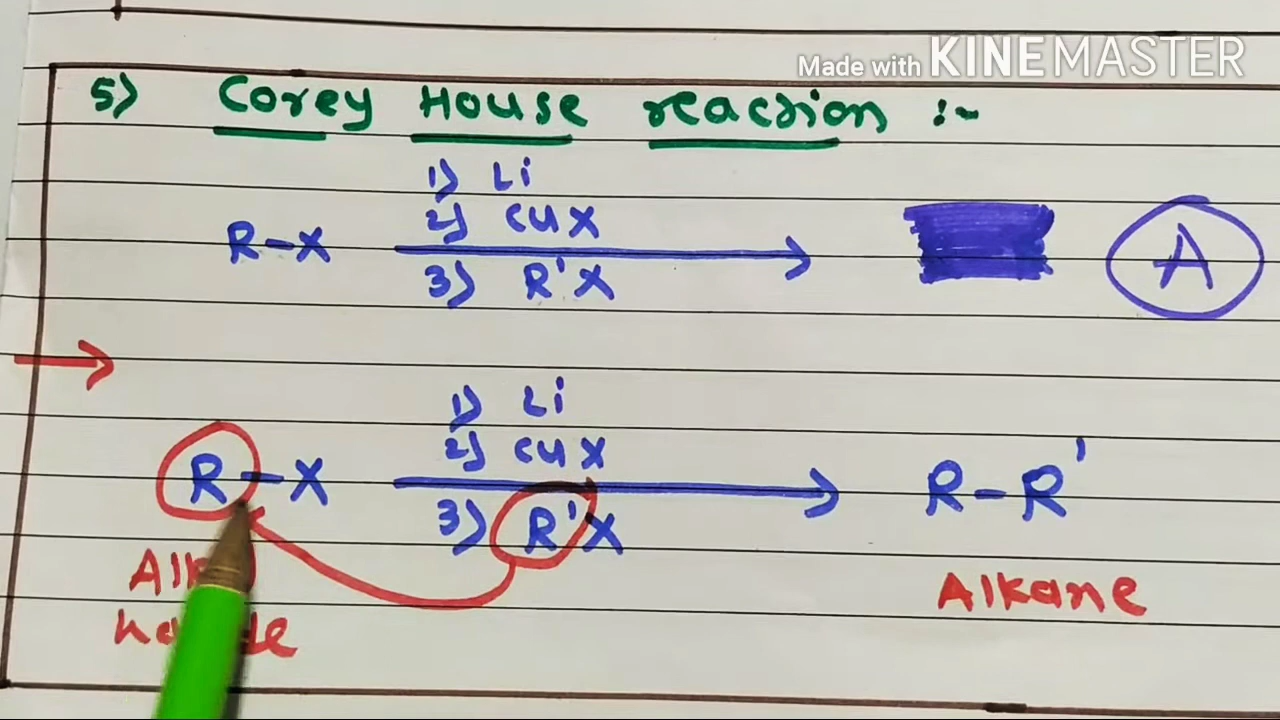 Made with KINEMASTER
5) Corey House reaction :-
1) Li
2) CuX
R-X
3) R'X
A
1) Li
2) CuX
R-X
R-R'
3) R'X
Alkane